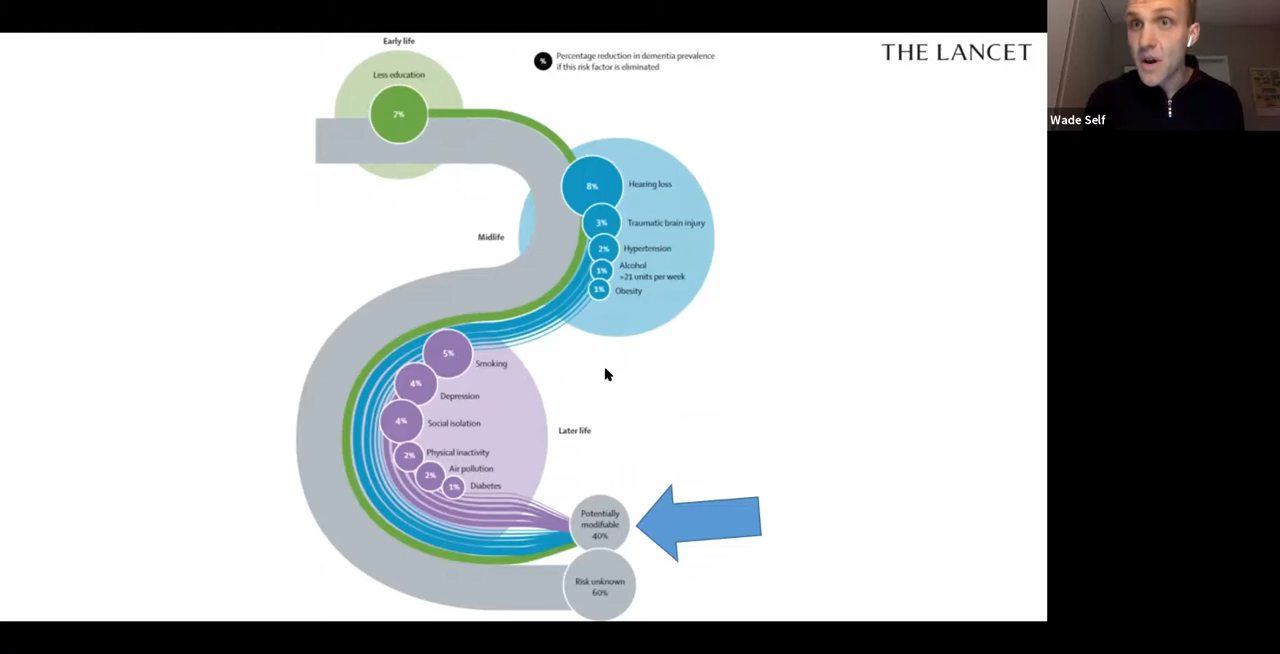 Early life
Less education
7%
% Percentage reduction in dementia prevalence
if this risk factor is eliminated
THE LANCET
Wade Self
8% Hearing loss
3% Traumatic brain injury
Midlife
2% Hypertension
1% Alcohol
>21 units per week
1% Obesity
5% Smoking
4% Depression
4% Social isolation
Later life
2% Physical inactivity
2% Air pollution
1% Diabetes
Potentially
modifiable
40%
Risk unknown
60%